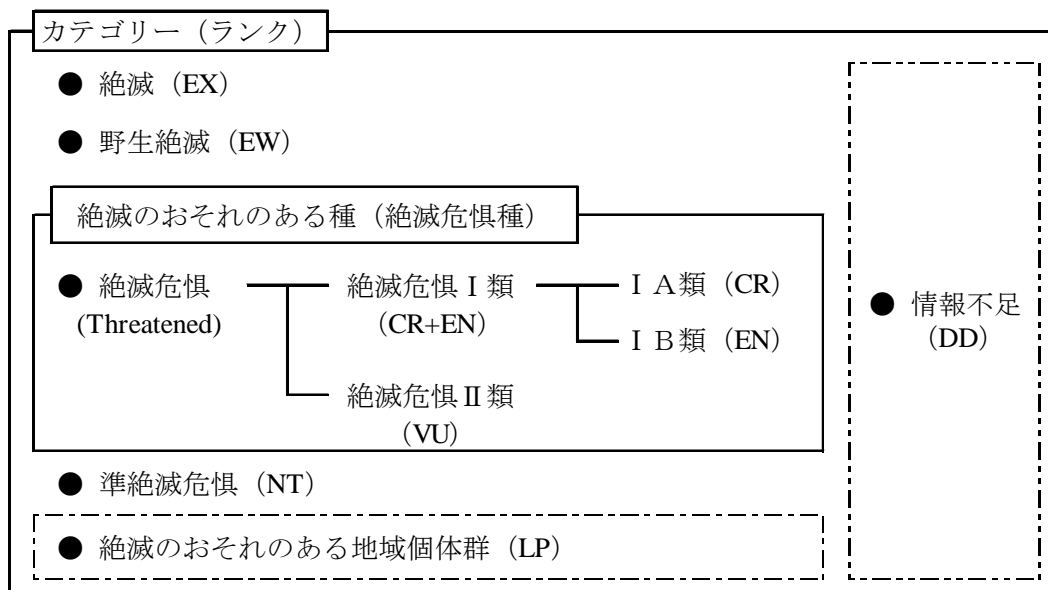 カテゴリー（ランク）
● 絶滅（EX）
● 野生絶滅（EW）
絶滅のおそれのある種（絶滅危惧種）
● 絶滅危惧
(Threatened)
絶滅危惧Ⅰ類
(CR+EN)
ⅠＡ類（CR）
ⅠＢ類（EN）
絶滅危惧Ⅱ類
（VU）
● 準絶滅危惧（NT）
● 絶滅のおそれのある地域個体群（LP）
● 情報不足
（DD）